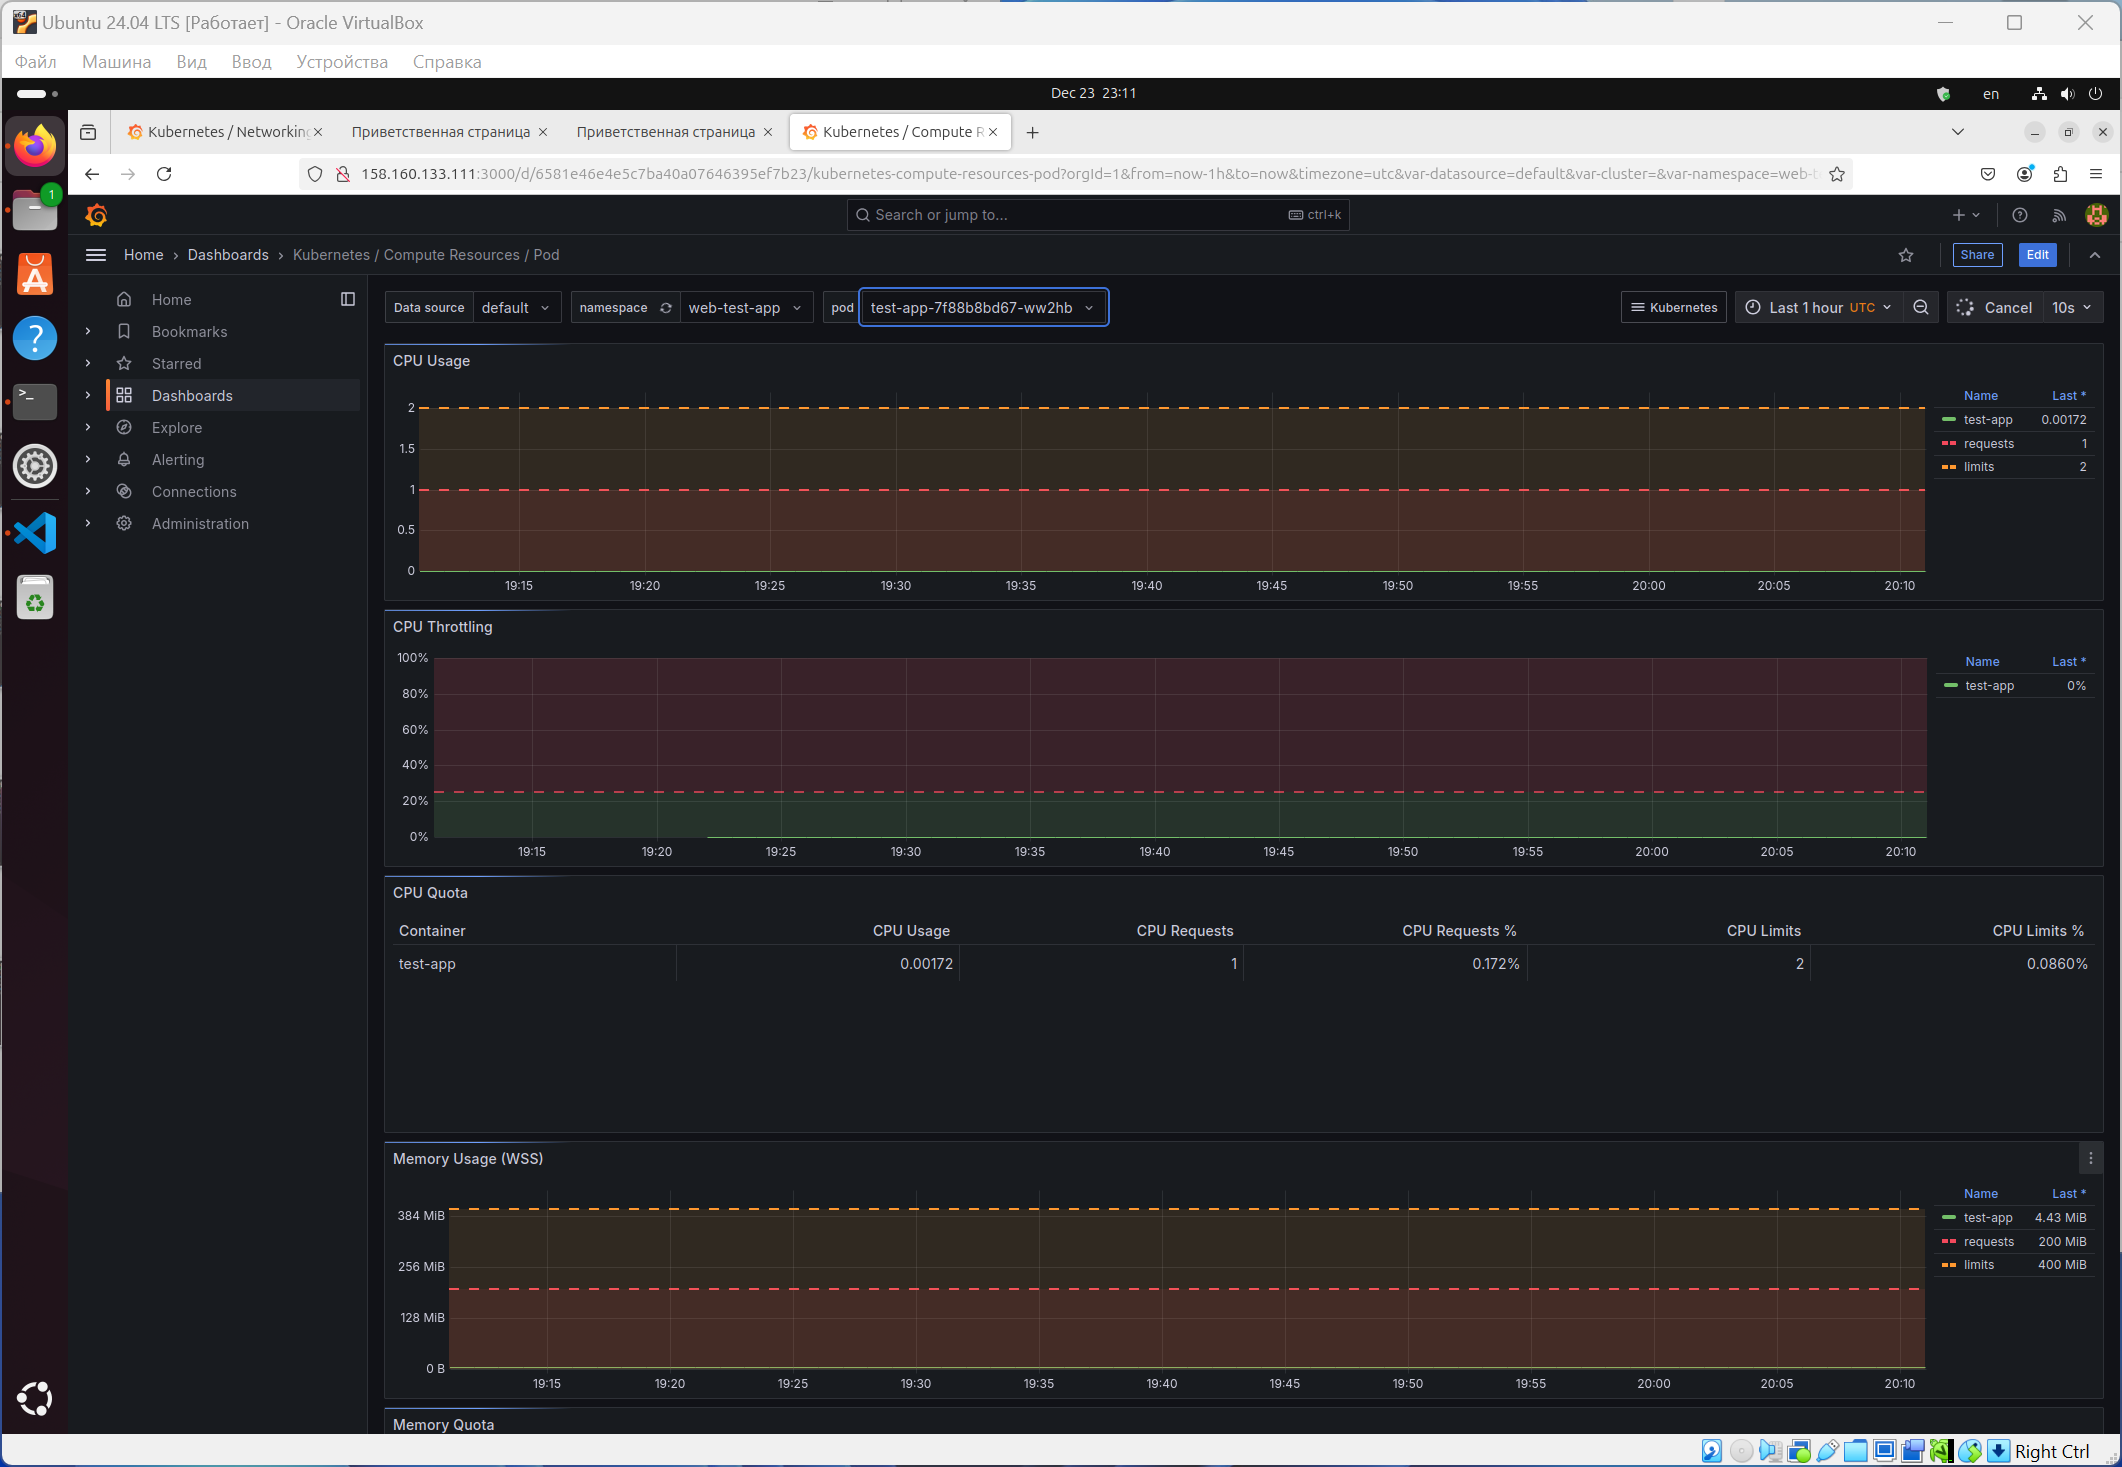 Ubuntu 24.04 LTS [Работает] - Oracle VirtualBox
Файл Машина Вид Ввод Устройства Справка
Dec 23 23:11
en
Kubernetes / Networking
Приветственная страница
Приветственная страница
Kubernetes / Compute R
158.160.133.111:3000/d/6581e46e4e5c7ba40a07646395ef7b23/kubernetes-compute-resources-pod?orgId=1&from=now-1h&to=now&timezone=utc&var-datasource=default&var-cluster=&var-namespace=web-t
1
Search or jump to...
ctrl+k
Home › Dashboards › Kubernetes / Compute Resources / Pod
Share
Edit
Home
Bookmarks
Starred
Dashboards
Explore
Alerting
Connections
Administration
Data source default namespace web-test-app pod test-app-7f88b8bd67-ww2hb
Kubernetes Last 1 hour UTC Cancel 10s
CPU Usage
2
1.5
1
0.5
0
19:15 19:20 19:25 19:30 19:35 19:40 19:45 19:50 19:55 20:00 20:05 20:10
Name Last *
test-app 0.00172
requests 1
limits 2
CPU Throttling
100%
80%
60%
40%
20%
0%
19:15 19:20 19:25 19:30 19:35 19:40 19:45 19:50 19:55 20:00 20:05 20:10
Name Last *
test-app 0%
CPU Quota
Container CPU Usage CPU Requests CPU Requests % CPU Limits CPU Limits %
test-app 0.00172 1 0.172% 2 0.0860%
Memory Usage (WSS)
384 MiB
256 MiB
128 MiB
0 B
19:15 19:20 19:25 19:30 19:35 19:40 19:45 19:50 19:55 20:00 20:05 20:10
Name Last *
test-app 4.43 MiB
requests 200 MiB
limits 400 MiB
Memory Quota
Right Ctrl